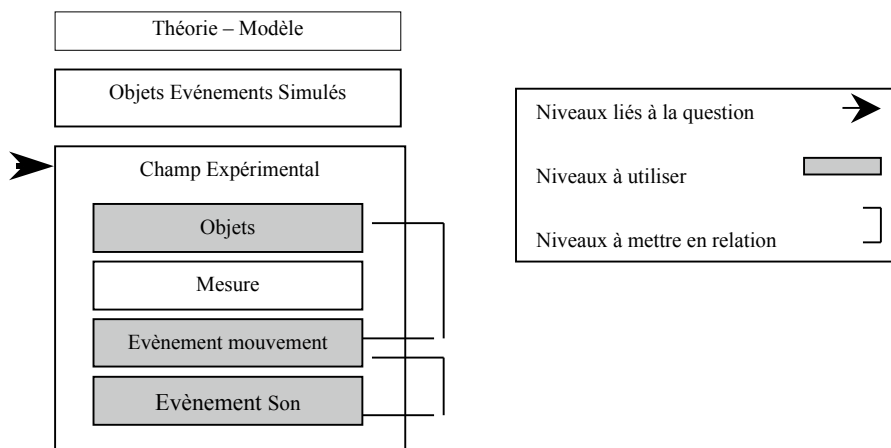 Théorie – Modèle
Objets Evénements Simulés
Champ Expérimental
Objets
Mesure
Evènement mouvement
Evènement Son
Niveaux liés à la question
Niveaux à utiliser
Niveaux à mettre en relation